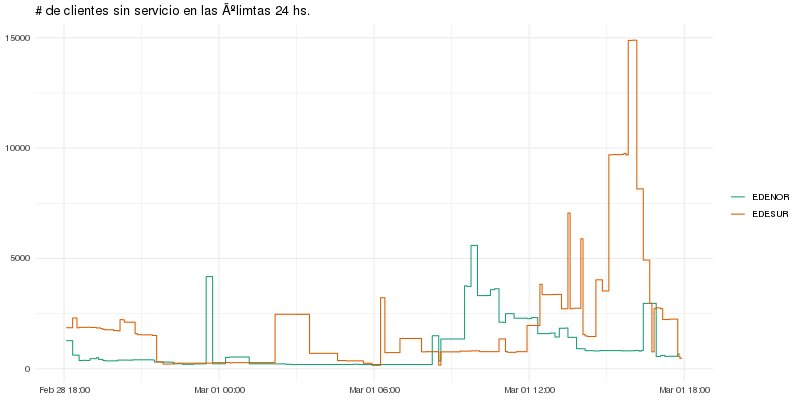 # de clientes sin servicio en las Ãºlimtas 24 hs.
15000
10000
5000
0
Feb 28 18:00 Mar 01 00:00 Mar 01 06:00 Mar 01 12:00 Mar 01 18:00
EDENOR
EDESUR